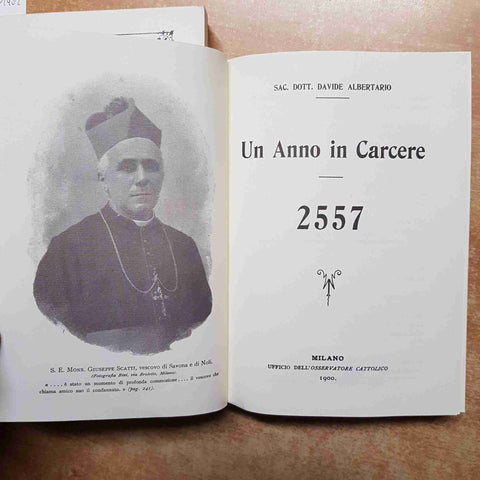 S. E. MONS. GIUSEPPE SCATTI, vescovo di Savona e di Noli.
(Fotografia Rossi, via Broletto, Milano)
«.... è stato un momento di profonda commozione.... il vescovo che
chiama amico suo il condannato. » (pag. 241).
SAC. DOTT. DAVIDE ALBERTARIO
Un Anno in Carcere
2557
MILANO
UFFICIO DELL'OSSERVATORE CATTOLICO
1900.